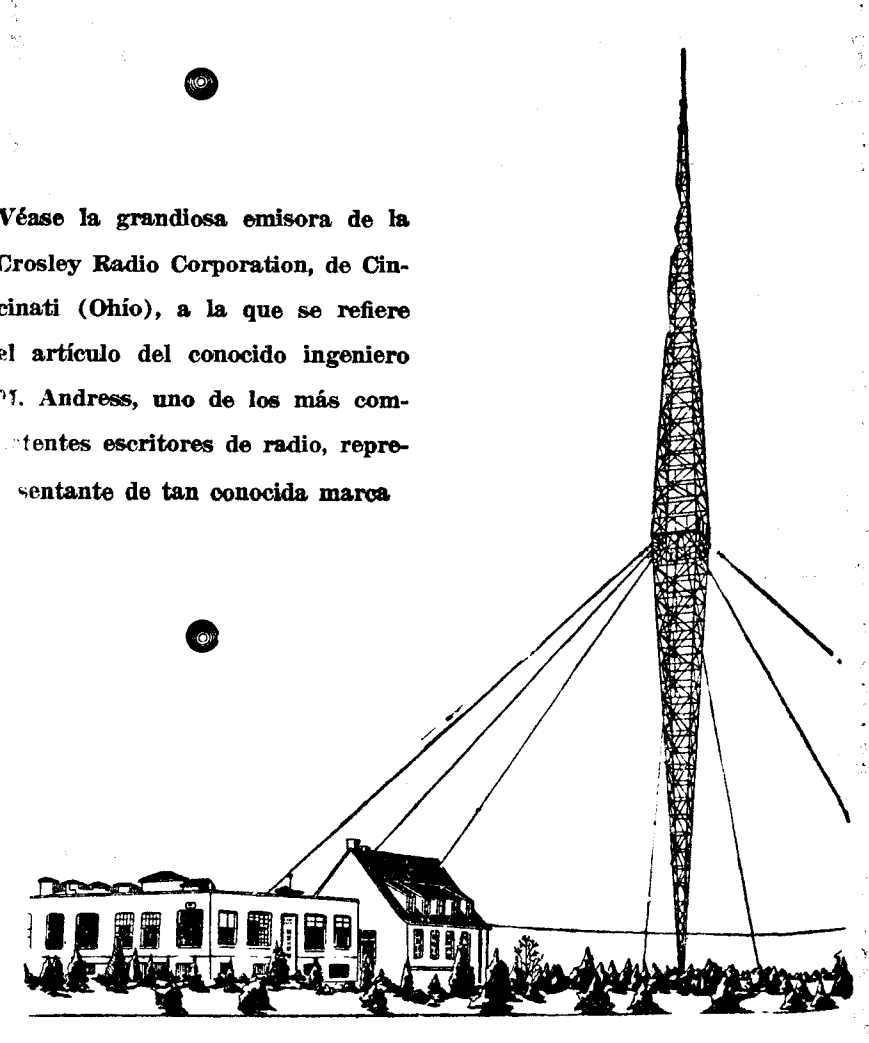 Véase la grandiosa emisora de la
Crosley Radio Corporation, de Cin-
cinati (Ohío), a la que se refiere
el artículo del conocido ingeniero
Andress, uno de los más com-
tentes escritores de radio, repre-
sentante de tan conocida marca